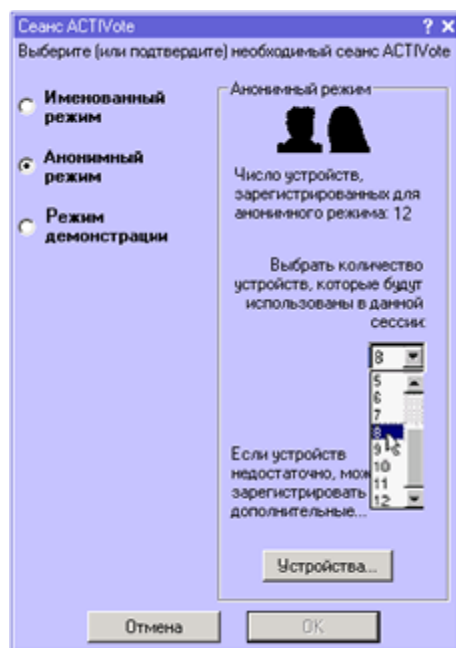 Сеанс ACTIVote
Выберите (или подтвердите) необходимый сеанс ACTIVote
Именованный
режим
Анонимный
режим
Режим
демонстрации
Анонимный режим
Число устройств,
зарегистрированных для
анонимного режима: 12
Выбрать количество
устройств, которые будут
использованы в данной
сессии:
8
5
6
7
8
9
10
11
12
Если устройств
недостаточно, мож
зарегистрировать
дополнительные...
Устройства...
Отмена
OK